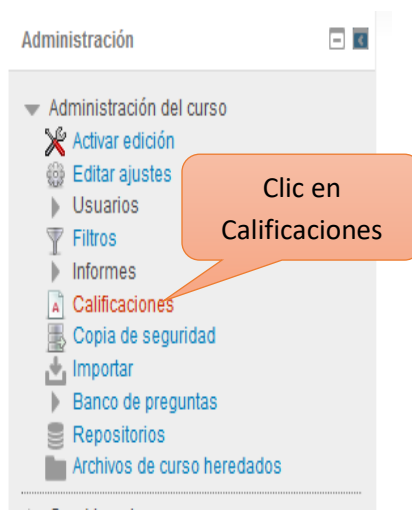 Administración
Administración del curso
Activar edición
Editar ajustes
Usuarios
Filtros
Informes
Calificaciones
Copia de seguridad
Importar
Banco de preguntas
Repositorios
Archivos de curso heredados
Clic en
Calificaciones